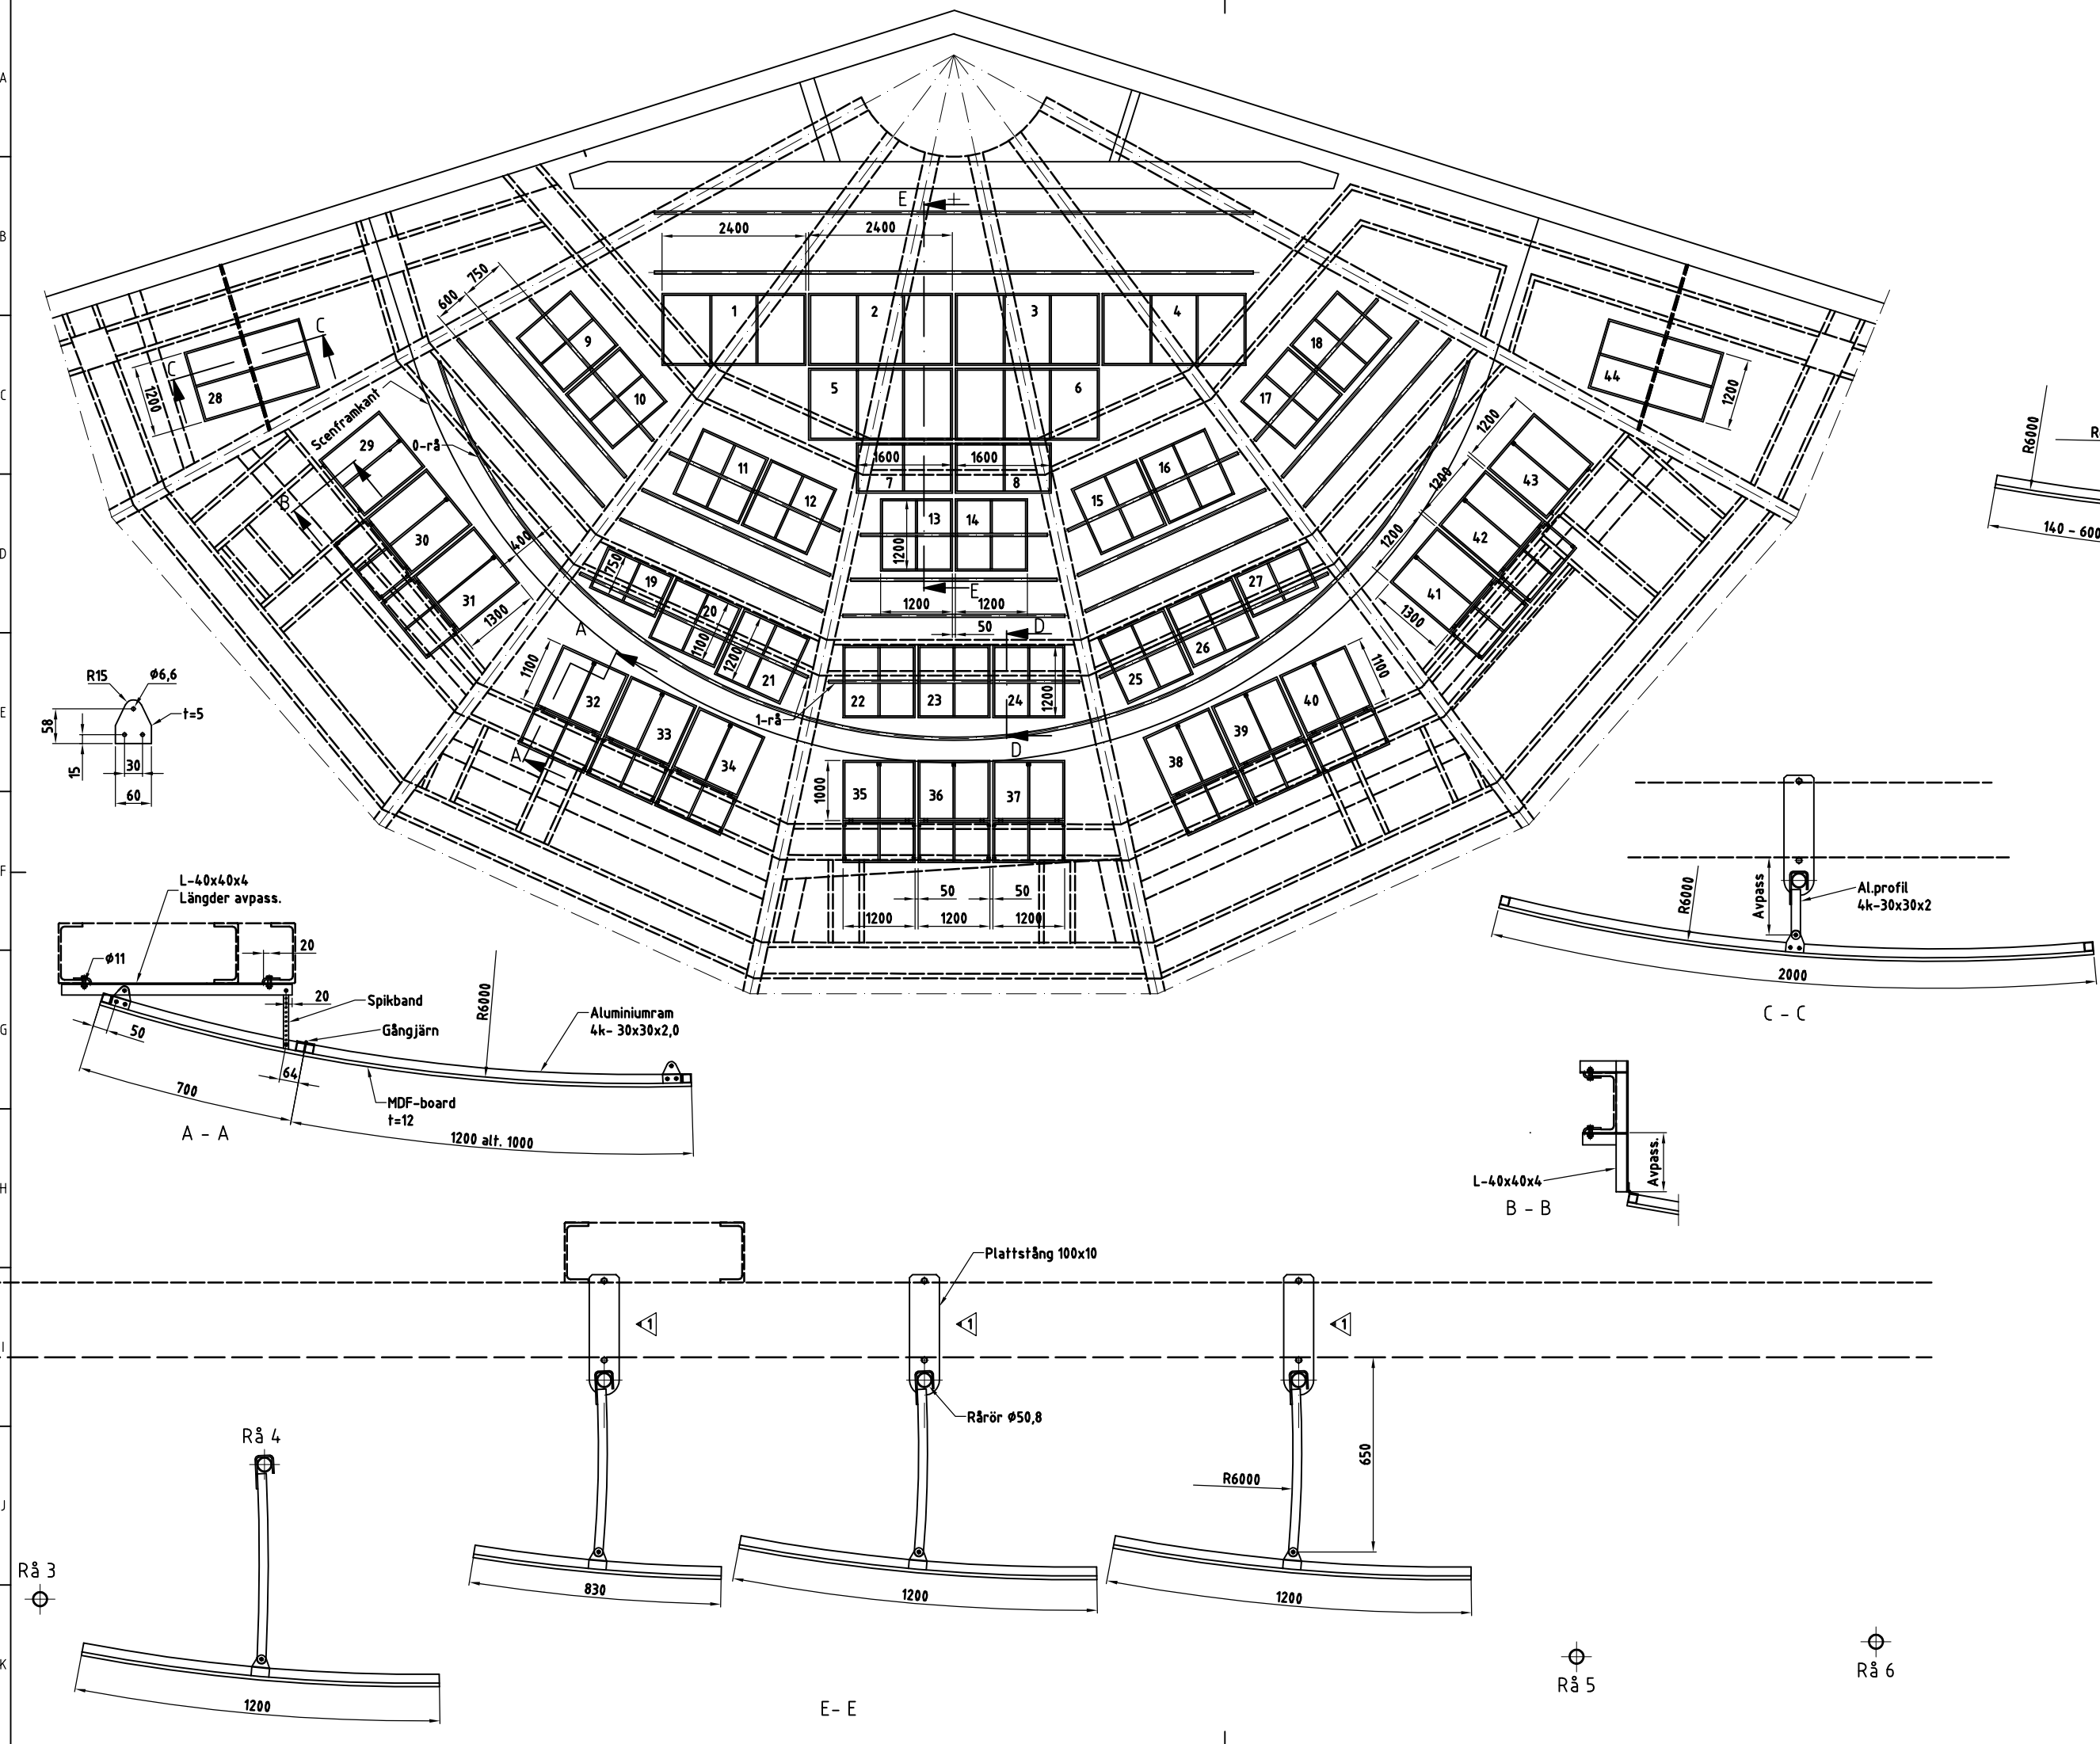 A
B
C
D
E
F
G
H
I
J
K
E
2400
2400
750
600
1
2
3
4
5
6
7
8
1600
1600
9
10
11
12
13
14
15
16
17
18
C
C
28
1200
Scenframkant
0-rå
29
B
30
31
1300
400
1200
E
1200
1200
50
D
D
750
19
20
1100
1200
21
1-rå
22
23
24
1200
25
26
27
44
1200
43
42
41
1200
1200
1200
1300
A
A
1100
32
33
34
35
36
37
1000
38
39
40
1100
50
50
1200
1200
1200
R15
Ø6,6
t=5
58
15
30
60
L-40x40x4
Längder avpass.
Ø11
20
20
Spikband
Gångjärn
R6000
Aluminiumram
4k- 30x30x2,0
50
64
700
MDF-board
t=12
1200 alt. 1000
A - A
R6000
R
140 - 600
R6000
Avpass
Al.profil
4k-30x30x2
2000
C - C
Avpass.
L-40x40x4
B - B
Plattstång 100x10
1
1
1
Rårör Ø50,8
R6000
650
Rå 3
Rå 4
1200
830
1200
1200
E- E
Rå 5
Rå 6